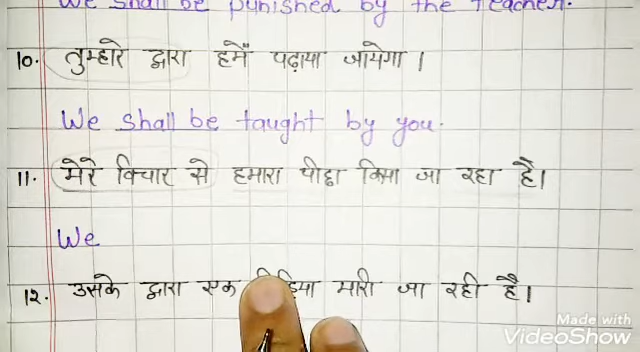 We shall be punished by the Teacher.
10. तुम्हारे द्वारा हमें पढ़ाया जायेगा।
We shall be taught by you.
11. मेरे विचार से हमारा पीछा किया जा रहा है।
We
12. उसके द्वारा एक मारी जा रही है।
Made with
VideoShow